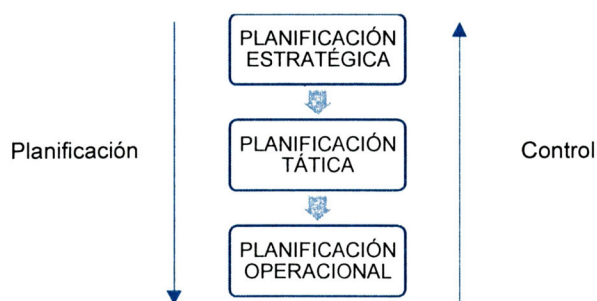 PLANIFICACIÓN
ESTRATÉGICA
Planificación
PLANIFICACIÓN
TÁTICA
Control
PLANIFICACIÓN
OPERACIONAL